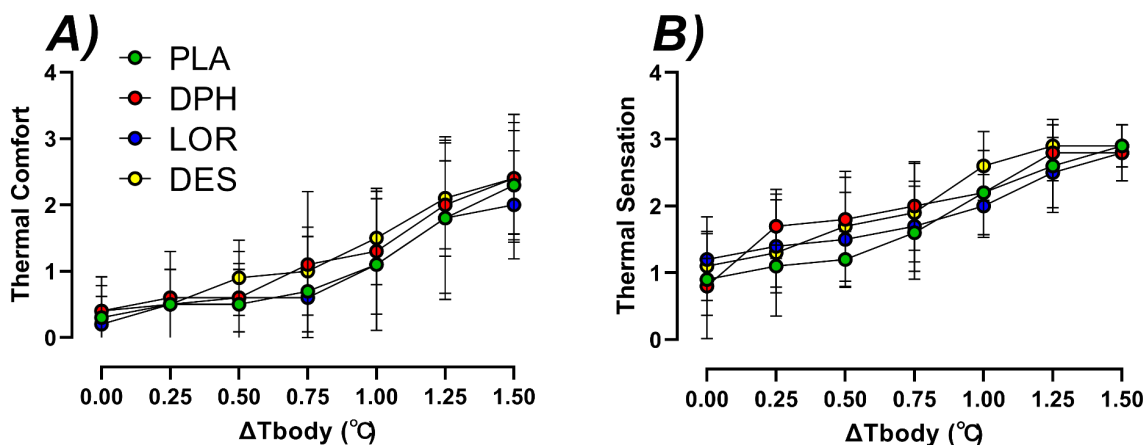 A)
PLA
DPH
LOR
DES
Thermal Comfort
4
3
2
1
0
0.00 0.25 0.50 0.75 1.00 1.25 1.50
ΔTbody (℃)
B)
Thermal Sensation
4
3
2
1
0
0.00 0.25 0.50 0.75 1.00 1.25 1.50
ΔTbody (℃)